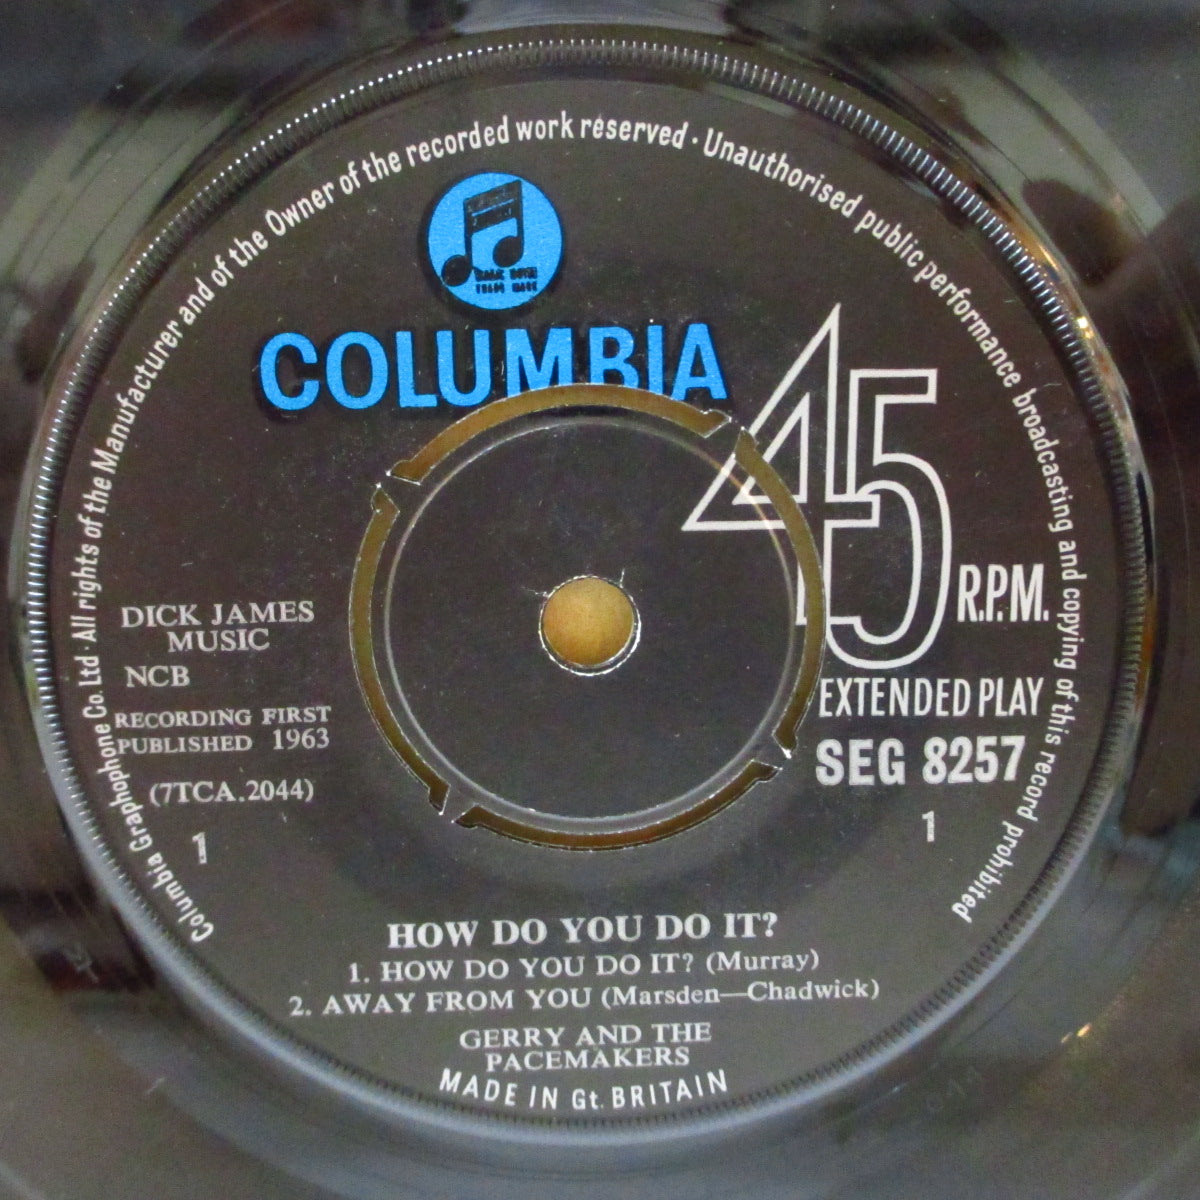 Columbia Graphophone Co. Ltd · All rights of the Manufacturer and of the Owner of the recorded work reserved · Unauthorised public performance broadcasting and copying of this record prohibited
TRADE MARK
COLUMBIA
45
R.P.M.
EXTENDED PLAY
SEG 8257
1
DICK JAMES
MUSIC
NCB
RECORDING FIRST
PUBLISHED 1963
(7TCA.2044)
1
HOW DO YOU DO IT?
1. HOW DO YOU DO IT? (Murray)
2. AWAY FROM YOU (Marsden—Chadwick)
GERRY AND THE
PACEMAKERS
MADE IN Gt. BRITAIN